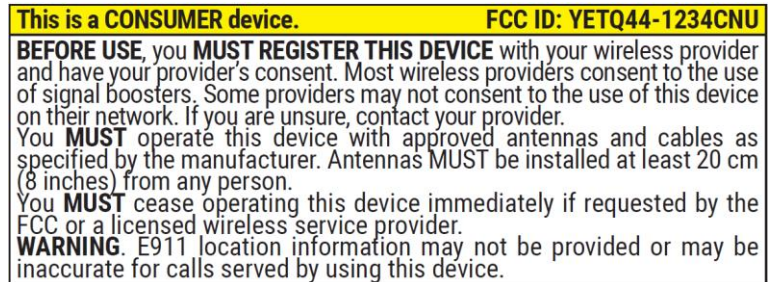 This is a CONSUMER device. FCC ID: YETQ44-1234CNU
BEFORE USE, you MUST REGISTER THIS DEVICE with your wireless provider
and have your provider's consent. Most wireless providers consent to the use
of signal boosters. Some providers may not consent to the use of this device
on their network. If you are unsure, contact your provider.
You MUST operate this device with approved antennas and cables as
specified by the manufacturer. Antennas MUST be installed at least 20 cm
(8 inches) from any person.
You MUST cease operating this device immediately if requested by the
FCC or a licensed wireless service provider.
WARNING. E911 location information may not be provided or may be
inaccurate for calls served by using this device.